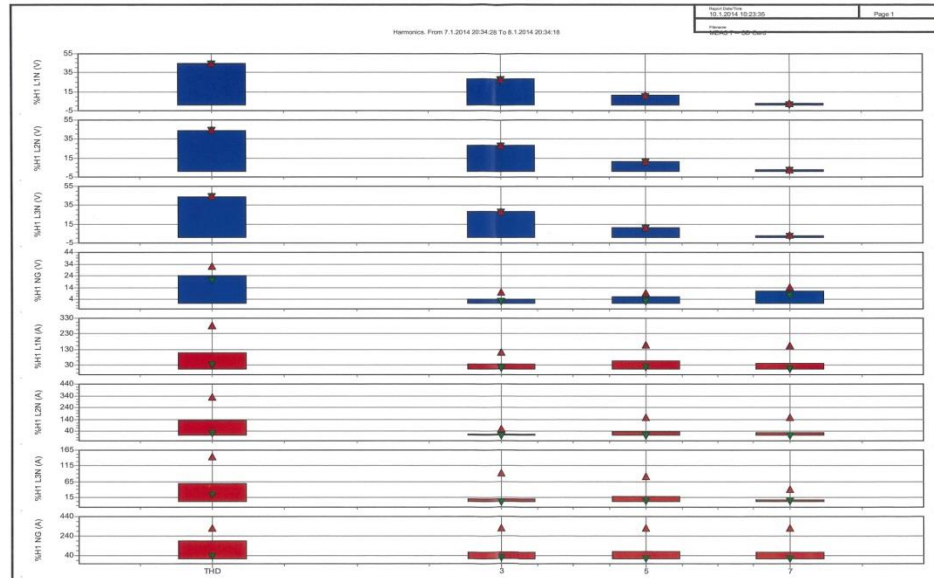 Report Date/Time
10.1.2014 10:23:35
Page 1
Filename
Harmonics. From 7.1.2014 20:34:28 To 8.1.2014 20:34:18
%H1 L1N (V)
55
35
15
-5
%H1 L2N (V)
55
35
15
-5
%H1 L3N (V)
55
35
15
-5
%H1 NG (V)
44
34
24
14
4
%H1 L1N (A)
330
230
130
30
%H1 L2N (A)
440
340
240
140
40
%H1 L3N (A)
165
115
65
15
%H1 NG (A)
440
240
40
THD 3 5 7